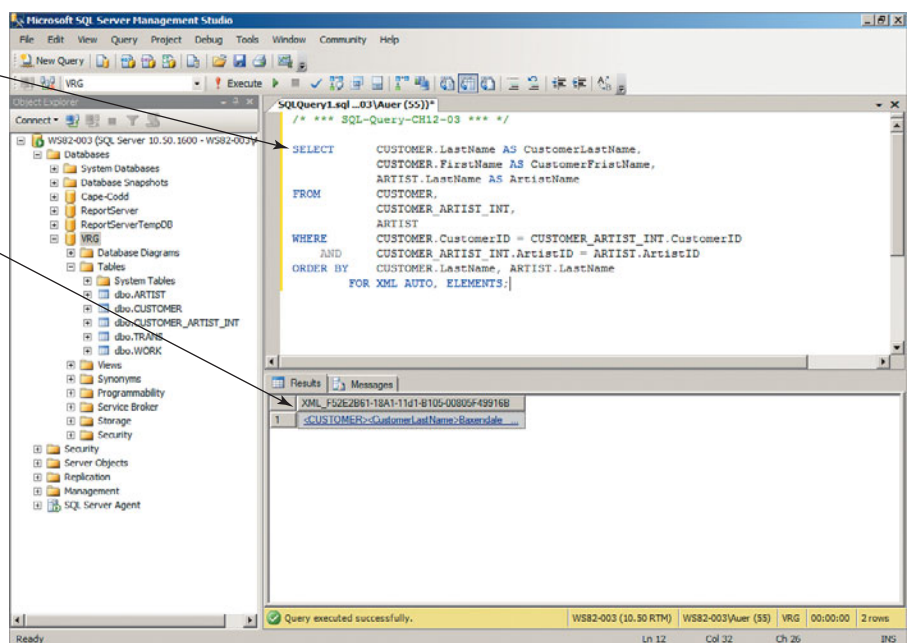 Microsoft SQL Server Management Studio
File Edit View Query Project Debug Tools Window Community Help
New Query
VRG Execute
Object Explorer
Connect
WS82-003 (SQL Server 10.50.1600 - WS82-003\
Databases
System Databases
Database Snapshots
Cape-Codd
ReportServer
ReportServerTempDB
VRG
Database Diagrams
Tables
System Tables
dbo.ARTIST
dbo.CUSTOMER
dbo.CUSTOMER_ARTIST_INT
dbo.TRANS
dbo.WORK
Views
Synonyms
Programmability
Service Broker
Storage
Security
Security
Server Objects
Replication
Management
SQL Server Agent
SQLQuery1.sql ...03\Auer (55))*
/* *** SQL-Query-CH12-03 *** */
SELECT CUSTOMER.LastName AS CustomerLastName,
CUSTOMER.FirstName AS CustomerFristName,
ARTIST.LastName AS ArtistName
FROM CUSTOMER,
CUSTOMER_ARTIST_INT,
ARTIST
WHERE CUSTOMER.CustomerID = CUSTOMER_ARTIST_INT.CustomerID
AND CUSTOMER_ARTIST_INT.ArtistID = ARTIST.ArtistID
ORDER BY CUSTOMER.LastName, ARTIST.LastName
FOR XML AUTO, ELEMENTS;
Results Messages
XML_F52E2B61-18A1-11d1-B105-00805F49916B
1 <CUSTOMER><CustomerLastName>Baxendale ...
Query executed successfully. WS82-003 (10.50 RTM) WS82-003\Auer (55) VRG 00:00:00 2 rows
Ready Ln 12 Col 32 Ch 26 INS